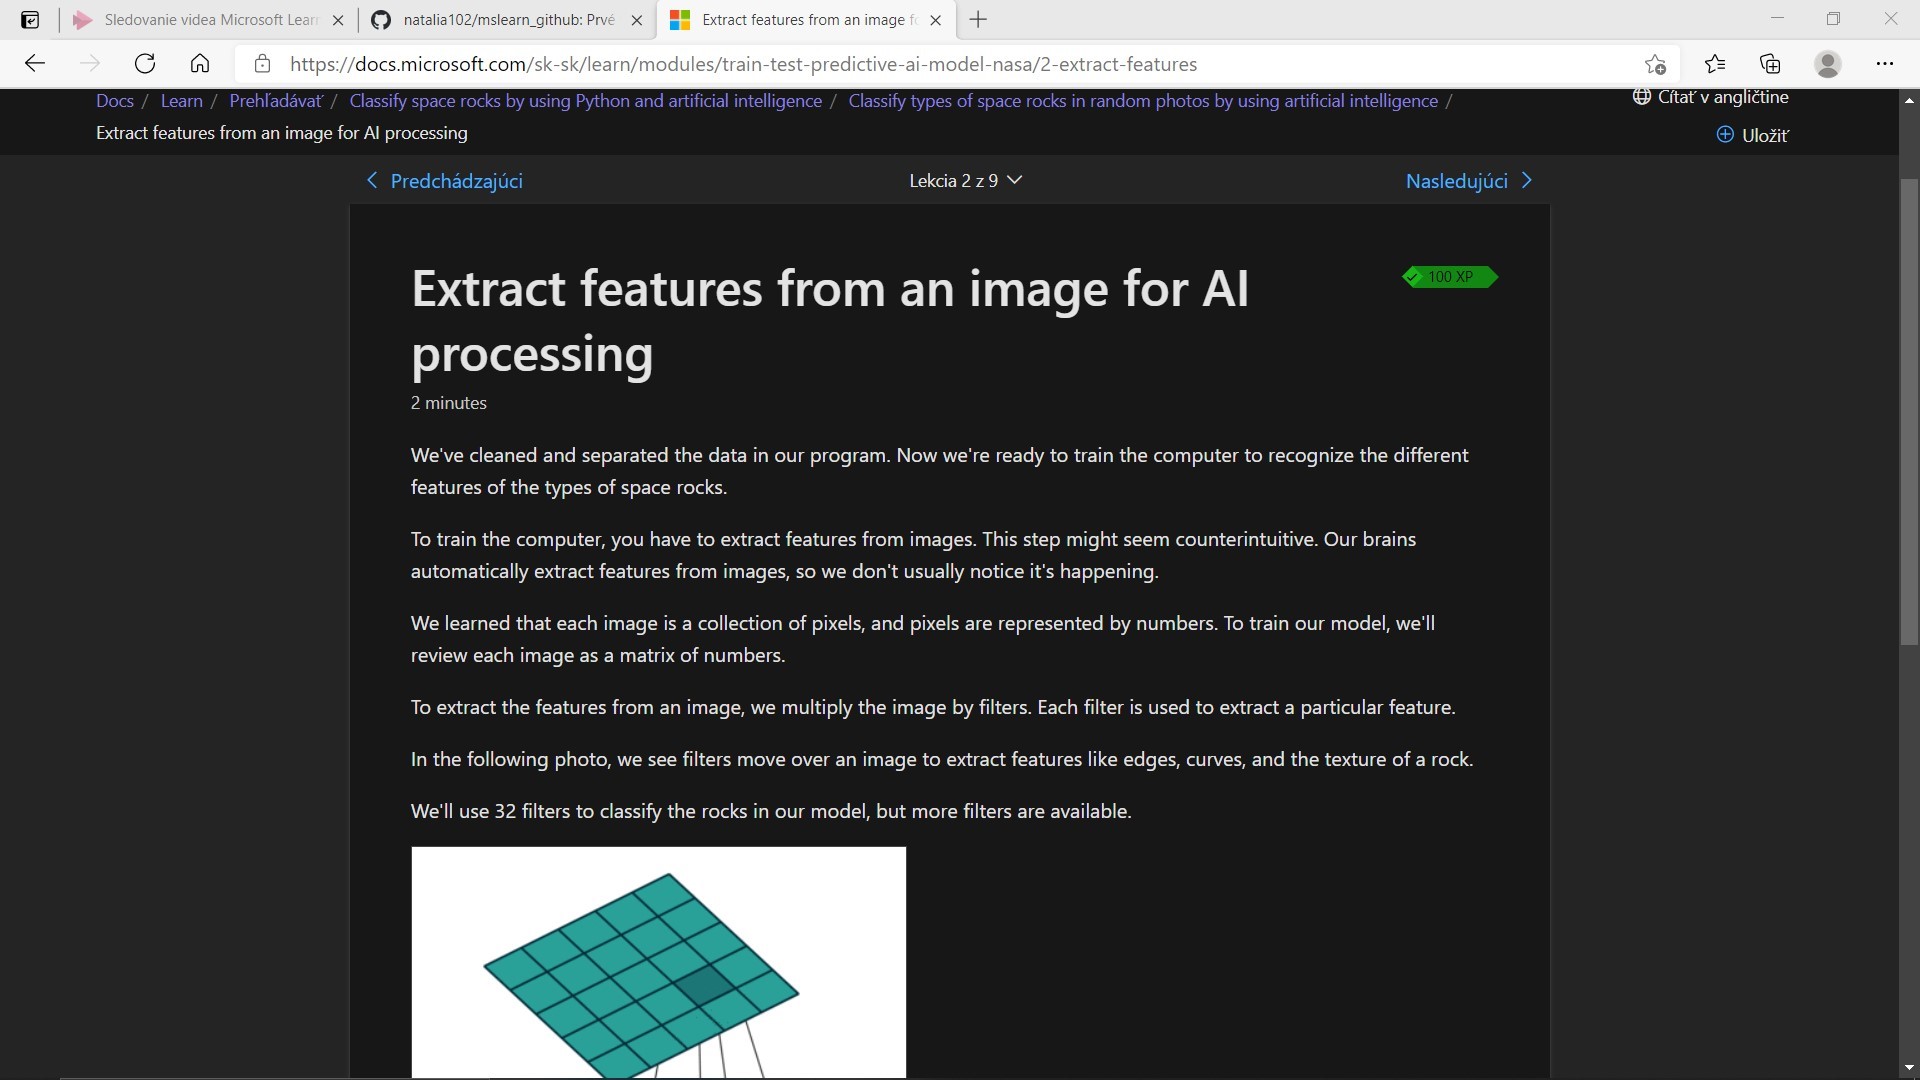 Sledovanie videa Microsoft Lear
natalia102/mslearn_github: Prvé
Extract features from an image fo
https://docs.microsoft.com/sk-sk/learn/modules/train-test-predictive-ai-model-nasa/2-extract-features
Docs / Learn / Prehľadávať / Classify space rocks by using Python and artificial intelligence / Classify types of space rocks in random photos by using artificial intelligence /
Čítať v angličtine
Extract features from an image for AI processing
Uložiť
Predchádzajúci
Lekcia 2 z 9
Nasledujúci
Extract features from an image for AI
100 XP
processing
2 minutes
We've cleaned and separated the data in our program. Now we're ready to train the computer to recognize the different
features of the types of space rocks.
To train the computer, you have to extract features from images. This step might seem counterintuitive. Our brains
automatically extract features from images, so we don't usually notice it's happening.
We learned that each image is a collection of pixels, and pixels are represented by numbers. To train our model, we'll
review each image as a matrix of numbers.
To extract the features from an image, we multiply the image by filters. Each filter is used to extract a particular feature.
In the following photo, we see filters move over an image to extract features like edges, curves, and the texture of a rock.
We'll use 32 filters to classify the rocks in our model, but more filters are available.